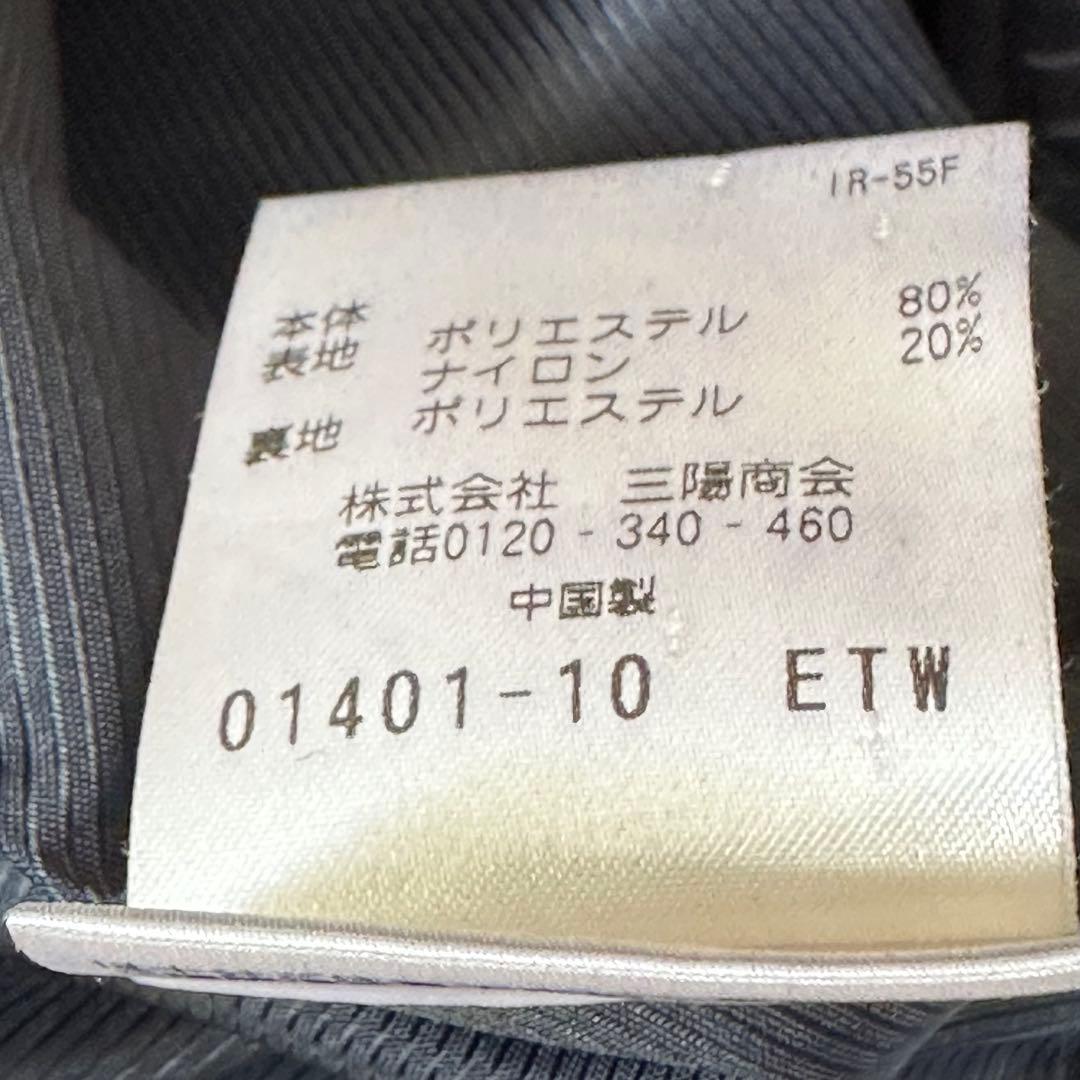 IR-55F
本体 ポリエステル 80%
表地 ナイロン 20%
裏地 ポリエステル
株式会社 三陽商会
電話0120-340-460
中国製
01401-10 ETW